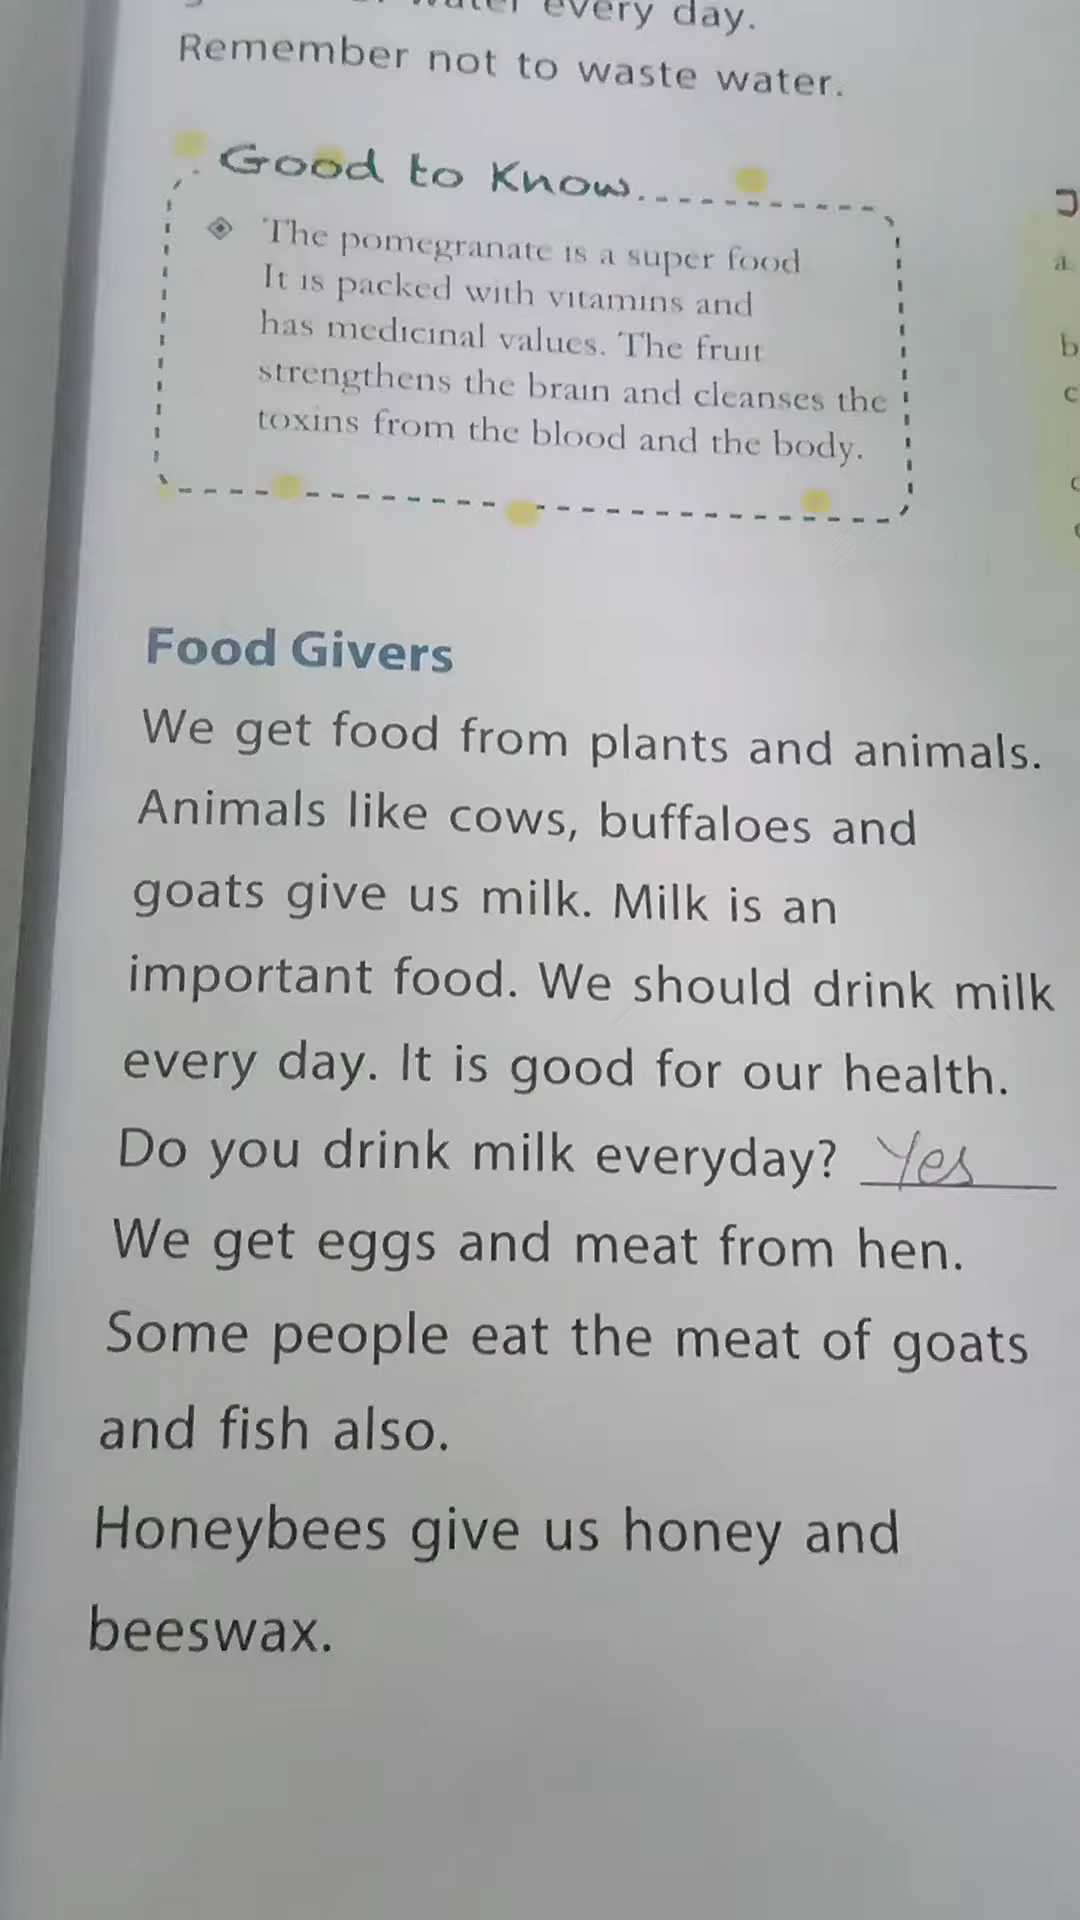 water every day.
Remember not to waste water.
Good to Know
The pomegranate is a super food
It is packed with vitamins and
has medicinal values. The fruit
strengthens the brain and cleanses the
toxins from the blood and the body.
Food Givers
We get food from plants and animals.
Animals like cows, buffaloes and
goats give us milk. Milk is an
important food. We should drink milk
every day. It is good for our health.
Do you drink milk everyday? Yes
We get eggs and meat from hen.
Some people eat the meat of goats
and fish also.
Honeybees give us honey and
beeswax.
a.
b
c